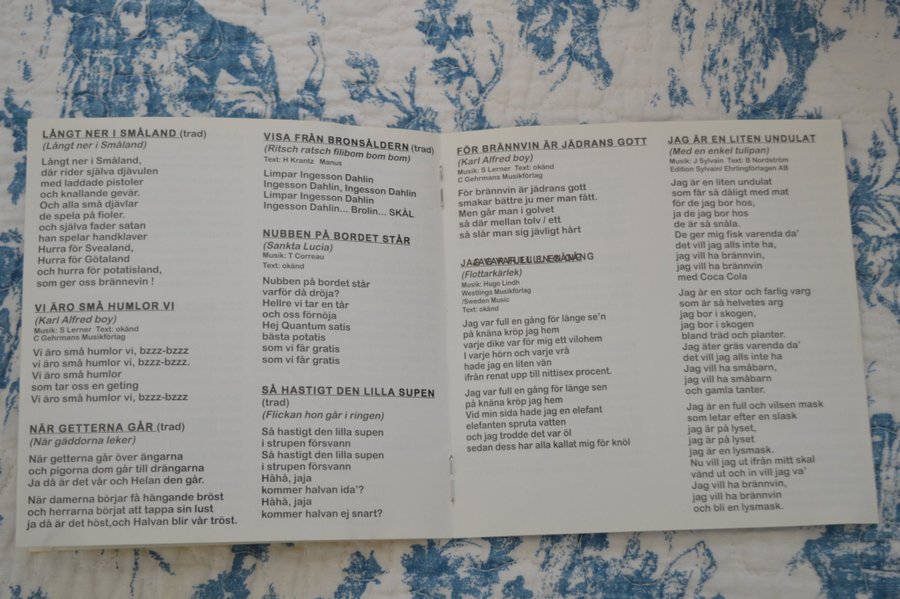 LÅNGT NER I SMÅLAND (trad)
(Långt ner i Småland)
Långt ner i Småland,
där rider själva djävulen
med laddade pistoler
och knallande gevär.
Och alla små djävlar
de spela på fioler.
och själva fader satan
han spelar handklaver
Hurra för Svealand,
Hurra för Götaland
och hurra för potatisland,
som ger oss brännevin !
VI ÄRO SMÅ HUMLOR VI
(Karl Alfred boy)
Musik: S Lerner Text: okänd
C Gehrmans Musikförlag
Vi äro små humlor vi, bzzz-bzzz
vi äro små humlor vi, bzzz-bzzz.
Vi äro små humlor
som tar oss en geting
Vi äro små humlor vi, bzzz-bzzz
NÄR GETTERNA GÅR (trad)
(När gäddorna leker)
När getterna går över ängarna
och pigorna dom går till drängarna
Ja då är det vår och Helan den går.
När damerna börjar få hängande bröst
och herrarna börjat att tappa sin lust
ja då är det höst,och Halvan blir vår tröst.
VISA FRÅN BRONSÅLDERN (trad)
(Ritsch ratsch filibom bom bom)
Text: H Krantz Manus
Limpar Ingesson Dahlin
Ingesson Dahlin, Ingesson Dahlin
Limpar Ingesson Dahlin
Ingesson Dahlin... Brolin... SKÅL
NUBBEN PÅ BORDET STÅR
(Sankta Lucia)
Musik: T Correau
Text: okänd
Nubben på bordet står
varför då dröja?
Hellre vi tar en tår
och oss förnöja
Hej Quantum satis
bästa potatis
som vi får gratis
som vi får gratis
SÅ HASTIGT DEN LILLA SUPEN
(trad)
(Flickan hon går i ringen)
Så hastigt den lilla supen
i strupen försvann
Så hastigt den lilla supen
i strupen försvann
Håhå, jaja
kommer halvan ida'?
Håhå, jaja
kommer halvan ej snart?
FÖR BRÄNNVIN ÄR JÄDRANS GOTT
(Karl Alfred boy)
Musik: S Lerner Text: okänd
C Gehrmans Musikförlag
För brännvin är jädrans gott
smakar bättre ju mer man fått.
Men går man i golvet
så där mellan tolv / ett
så slår man sig jävligt hårt
(Flottarkärlek)
Musik: Hugo Lindh
Westlings Musikförlag
/Sweden Music
Text: okänd
Jag var full en gång för länge se'n
på knäna kröp jag hem
varje dike var för mig ett vilohem
I varje hörn och varje vrå
hade jag en liten vän
ifrån renat upp till nittisex procent.
Jag var full en gång för länge sen
på knäna kröp jag hem
Vid min sida hade jag en elefant
elefanten spruta vatten
och jag trodde det var öl
sedan dess har alla kallat mig för knöl
JAG ÄR EN LITEN UNDULAT
(Med en enkel tulipan)
Musik: J Sylvain Text: B Nordström
Edition Sylvain/ Ehrlingförlagen AB
Jag är en liten undulat
som får så dåligt med mat
för de jag bor hos,
ja de jag bor hos
de är så snåla.
De ger mig fisk varenda da'
det vill jag alls inte ha,
jag vill ha brännvin,
jag vill ha brännvin
med Coca Cola
Jag är en stor och farlig varg
som är så helvetes arg
jag bor i skogen,
jag bor i skogen
bland träd och planter.
Jag äter gräs varenda da'
det vill jag alls inte ha
Jag vill ha småbarn,
jag vill ha småbarn
och gamla tanter.
Jag är en full och vilsen mask
som letar efter en slask
jag är på lyset,
jag är på lyset
jag är en lysmask.
Nu vill jag ut ifrån mitt skal
vänd ut och in vill jag va'
Jag vill ha brännvin,
jag vill ha brännvin
och bli en lysmask.